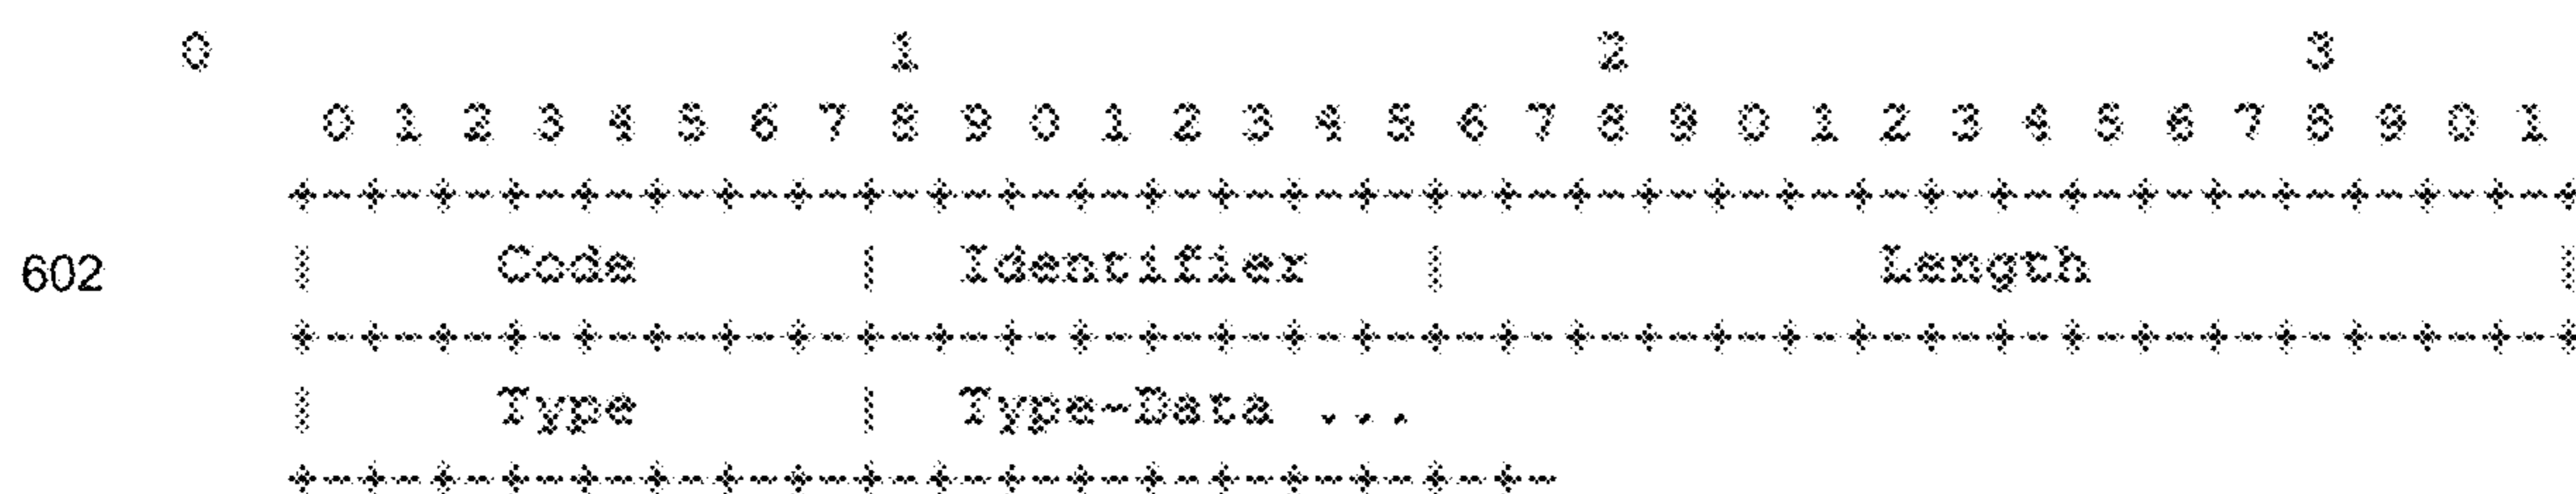 0 1 2 3
0 1 2 3 4 5 6 7 8 9 0 1 2 3 4 5 6 7 8 9 0 1 2 3 4 5 6 7 8 9 0 1
+-+-+-+-+-+-+-+-+-+-+-+-+-+-+-+-+-+-+-+-+-+-+-+-+-+-+-+-+-+-+-+-+
602 | Code | Identifier | Length |
+-+-+-+-+-+-+-+-+-+-+-+-+-+-+-+-+-+-+-+-+-+-+-+-+-+-+-+-+-+-+-+-+
| Type | Type-Data ...
+-+-+-+-+-+-+-+-+-+-+-+-+-+-+-+-+-+-